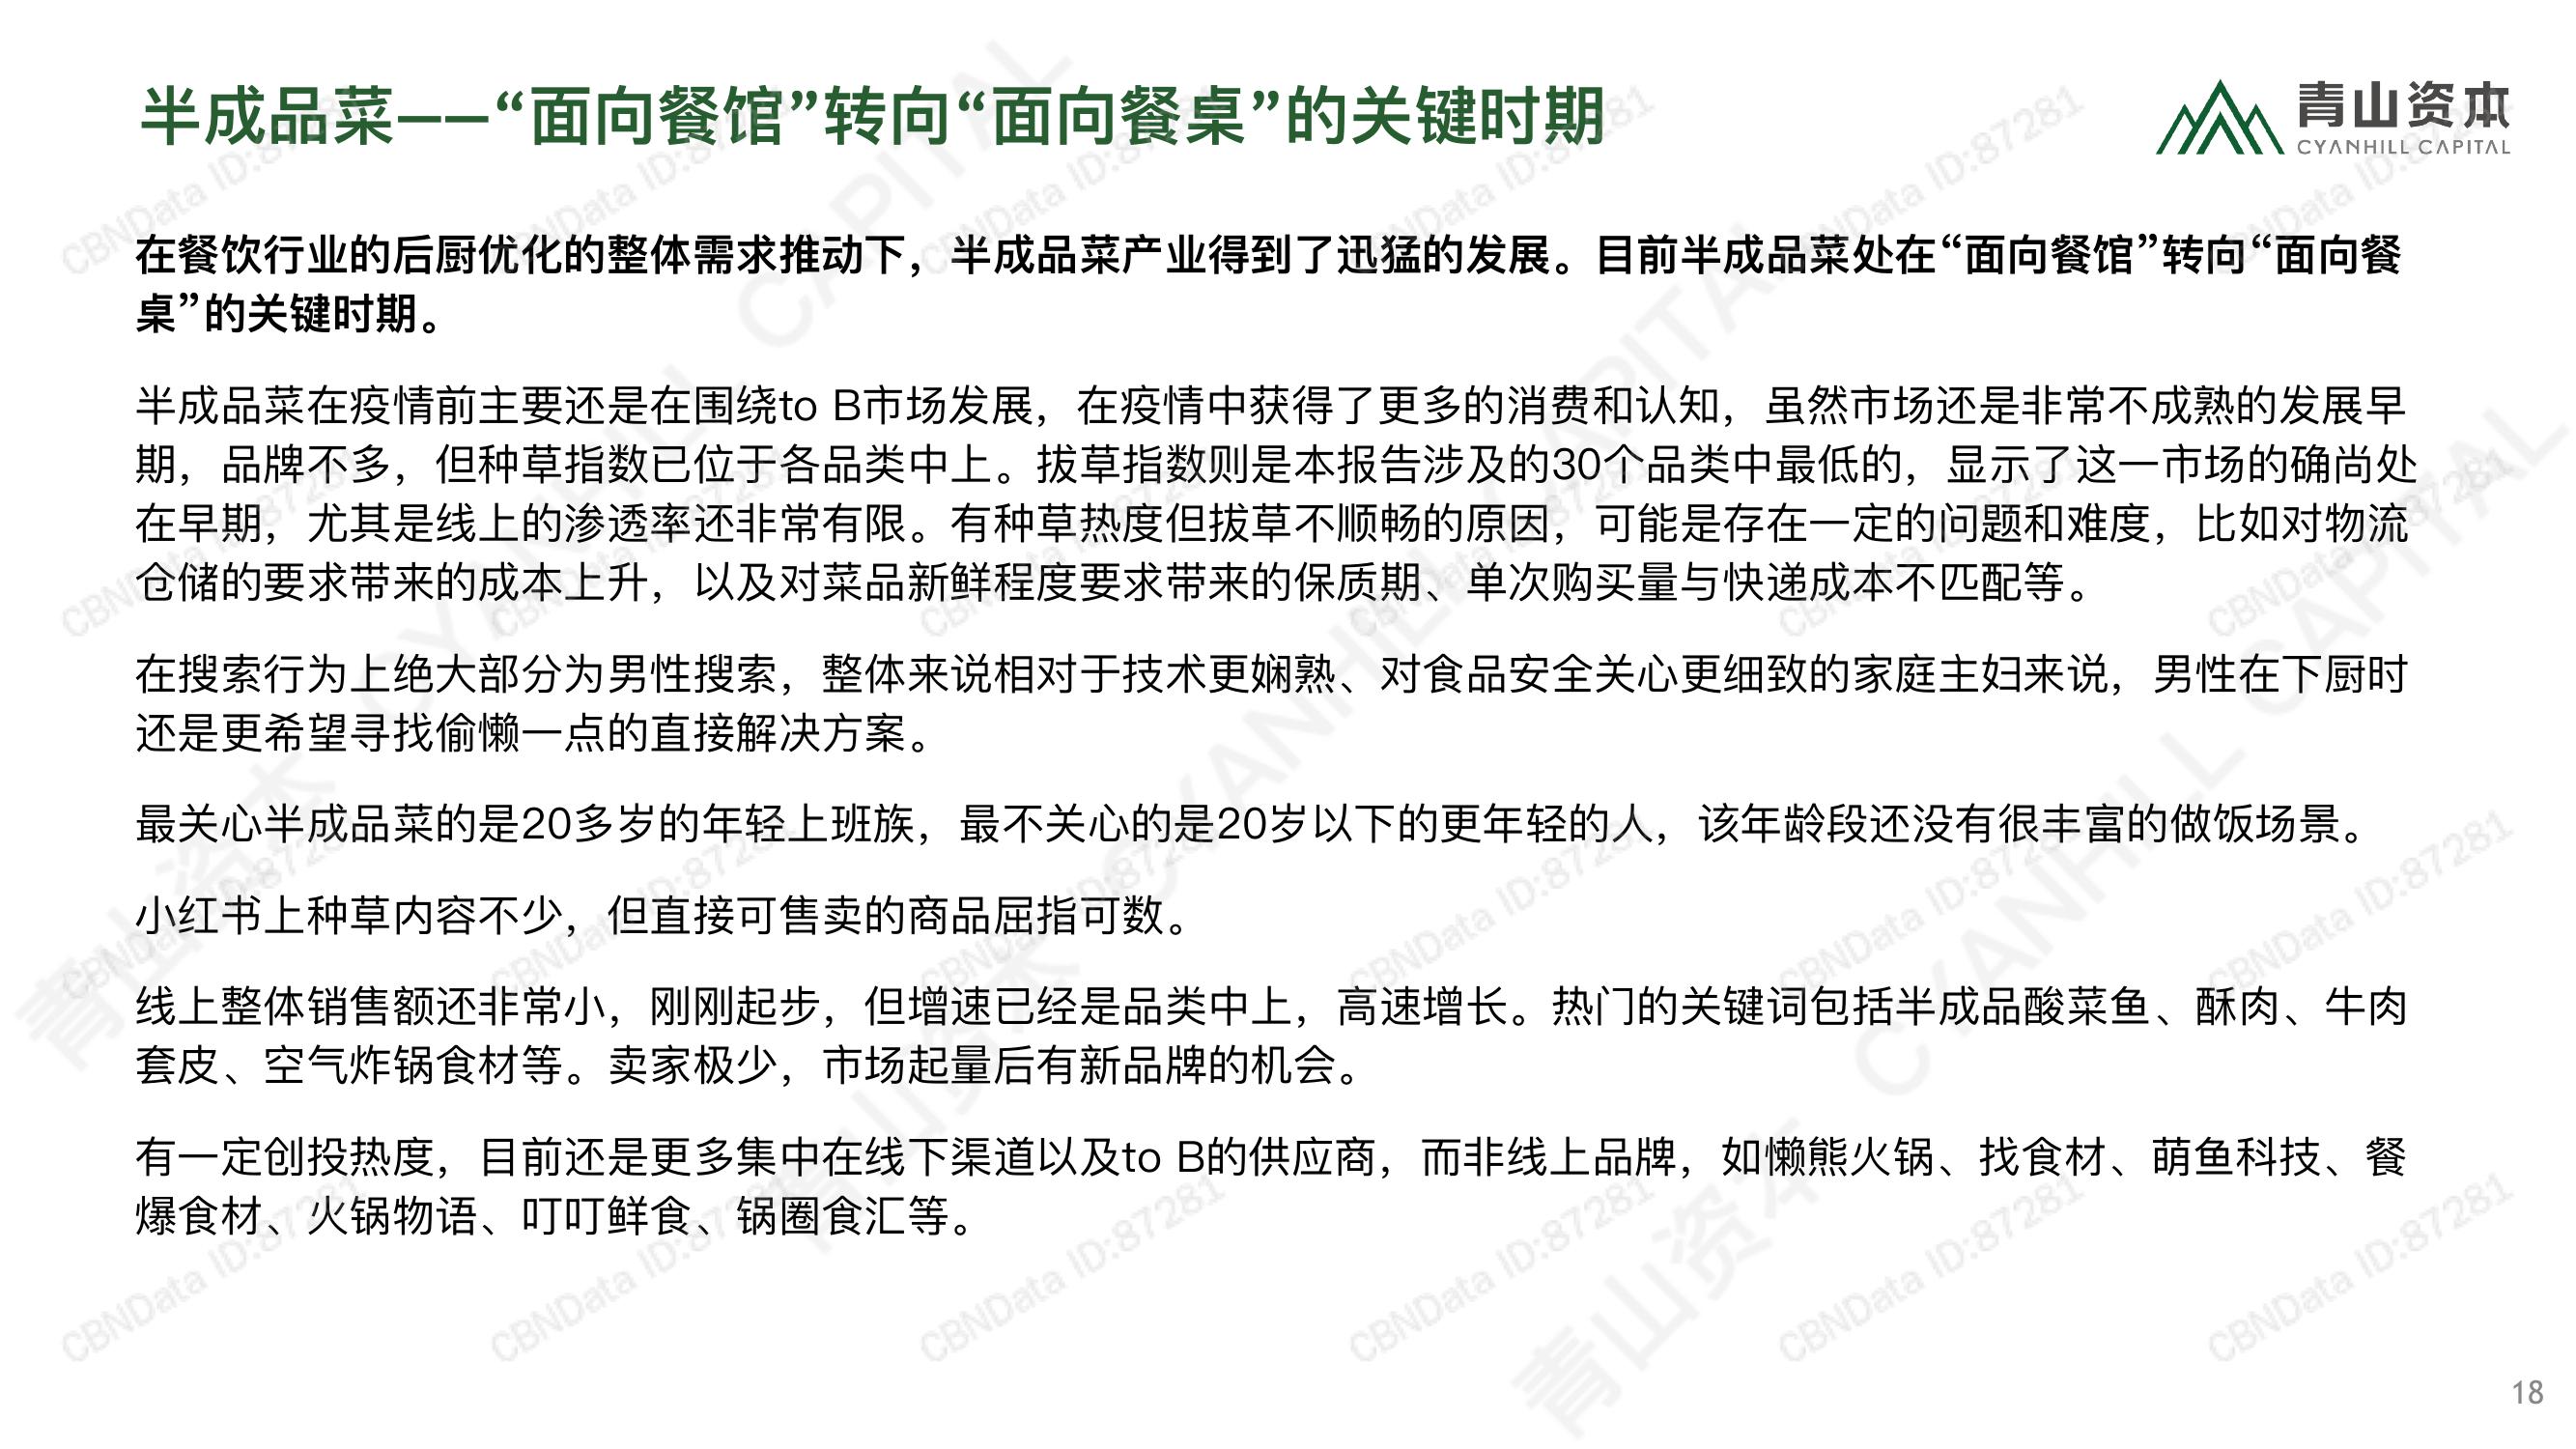 半成品菜——“面向餐馆”转向“面向餐桌”的关键时期
青山资本
CYANHILL CAPITAL
在餐饮行业的后厨优化的整体需求推动下，半成品菜产业得到了迅猛的发展。目前半成品菜处在“面向餐馆”转向“面向餐
桌”的关键时期。
半成品菜在疫情前主要还是在围绕to B市场发展，在疫情中获得了更多的消费和认知，虽然市场还是非常不成熟的发展早
期，品牌不多，但种草指数已位于各品类中上。拔草指数则是本报告涉及的30个品类中最低的，显示了这一市场的确尚处
在早期，尤其是线上的渗透率还非常有限。有种草热度但拔草不顺畅的原因，可能是存在一定的问题和难度，比如对物流
仓储的要求带来的成本上升，以及对菜品新鲜程度要求带来的保质期、单次购买量与快递成本不匹配等。
在搜索行为上绝大部分为男性搜索，整体来说相对于技术更娴熟、对食品安全关心更细致的家庭主妇来说，男性在下厨时
还是更希望寻找偷懒一点的直接解决方案。
最关心半成品菜的是20多岁的年轻上班族，最不关心的是20岁以下的更年轻的人，该年龄段还没有很丰富的做饭场景。
小红书上种草内容不少，但直接可售卖的商品屈指可数。
线上整体销售额还非常小，刚刚起步，但增速已经是品类中上，高速增长。热门的关键词包括半成品酸菜鱼、酥肉、牛肉
套皮、空气炸锅食材等。卖家极少，市场起量后有新品牌的机会。
有一定创投热度，目前还是更多集中在线下渠道以及to B的供应商，而非线上品牌，如懒熊火锅、找食材、萌鱼科技、餐
爆食材、火锅物语、叮叮鲜食、锅圈食汇等。
CBNData ID:87281
青山资本 CYANHILL CAPITAL
18